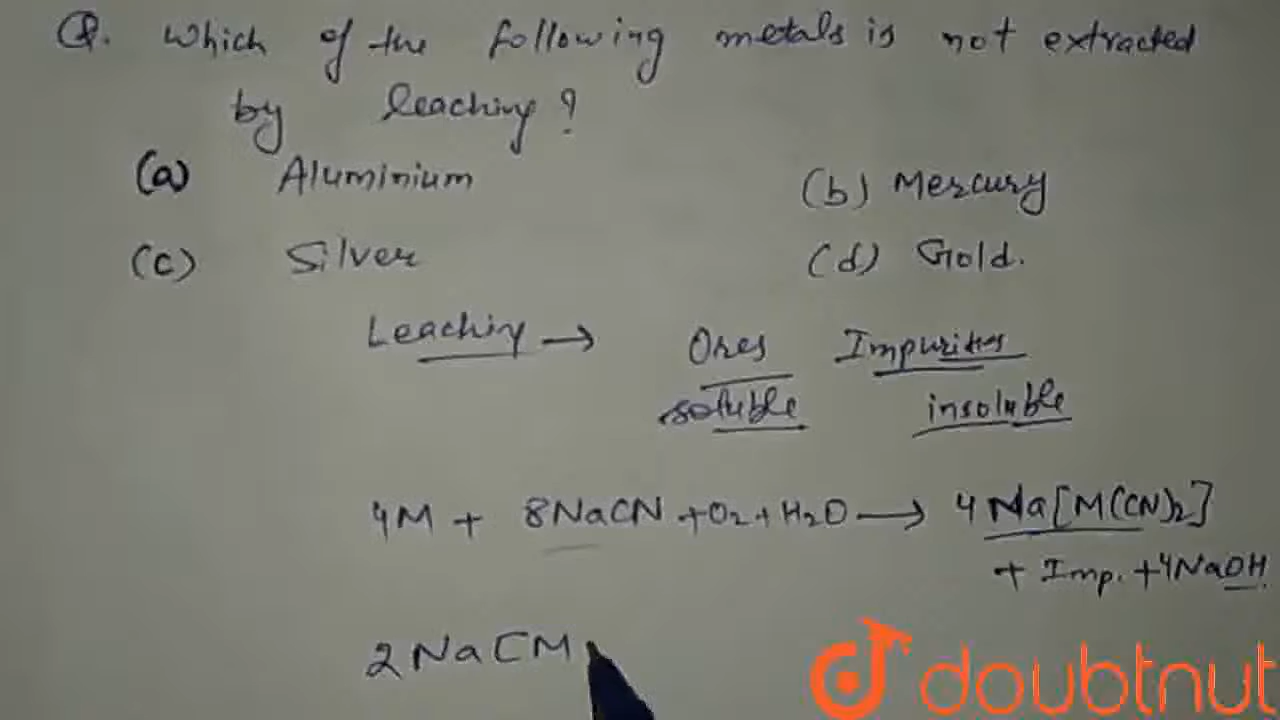 Q. Which of the following metals is not extracted
by leaching?
(a) Aluminium (b) Mercury
(c) Silver (d) Gold.
Leaching → Ores Impurities
soluble insoluble
4M + 8NaCN + O₂ + H₂O → 4Na[M(CN)₂]
+ Imp. + 4NaOH
2Na[M
doubtnut